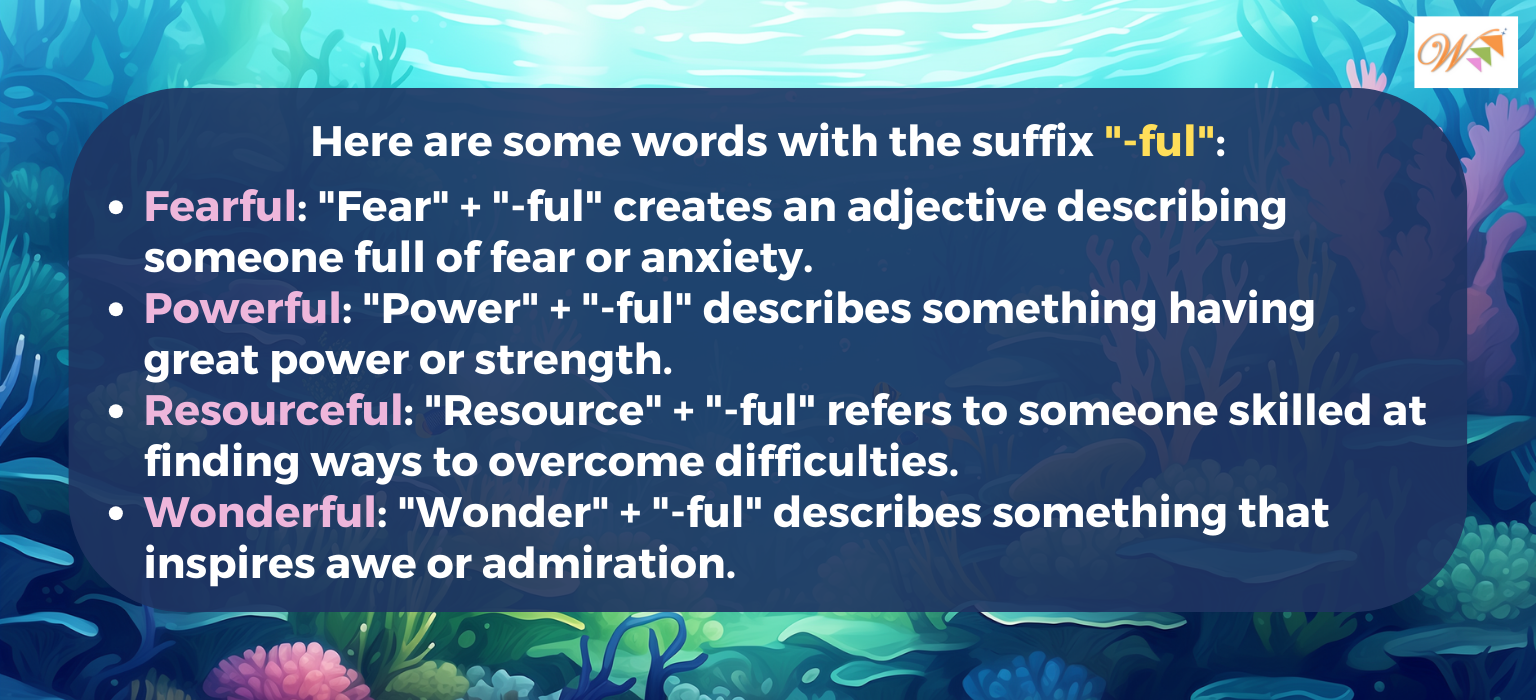 W
Here are some words with the suffix "-ful":
• Fearful: "Fear" + "-ful" creates an adjective describing
someone full of fear or anxiety.
• Powerful: "Power" + "-ful" describes something having
great power or strength.
• Resourceful: "Resource" + "-ful" refers to someone skilled at
finding ways to overcome difficulties.
• Wonderful: "Wonder" + "-ful" describes something that
inspires awe or admiration.